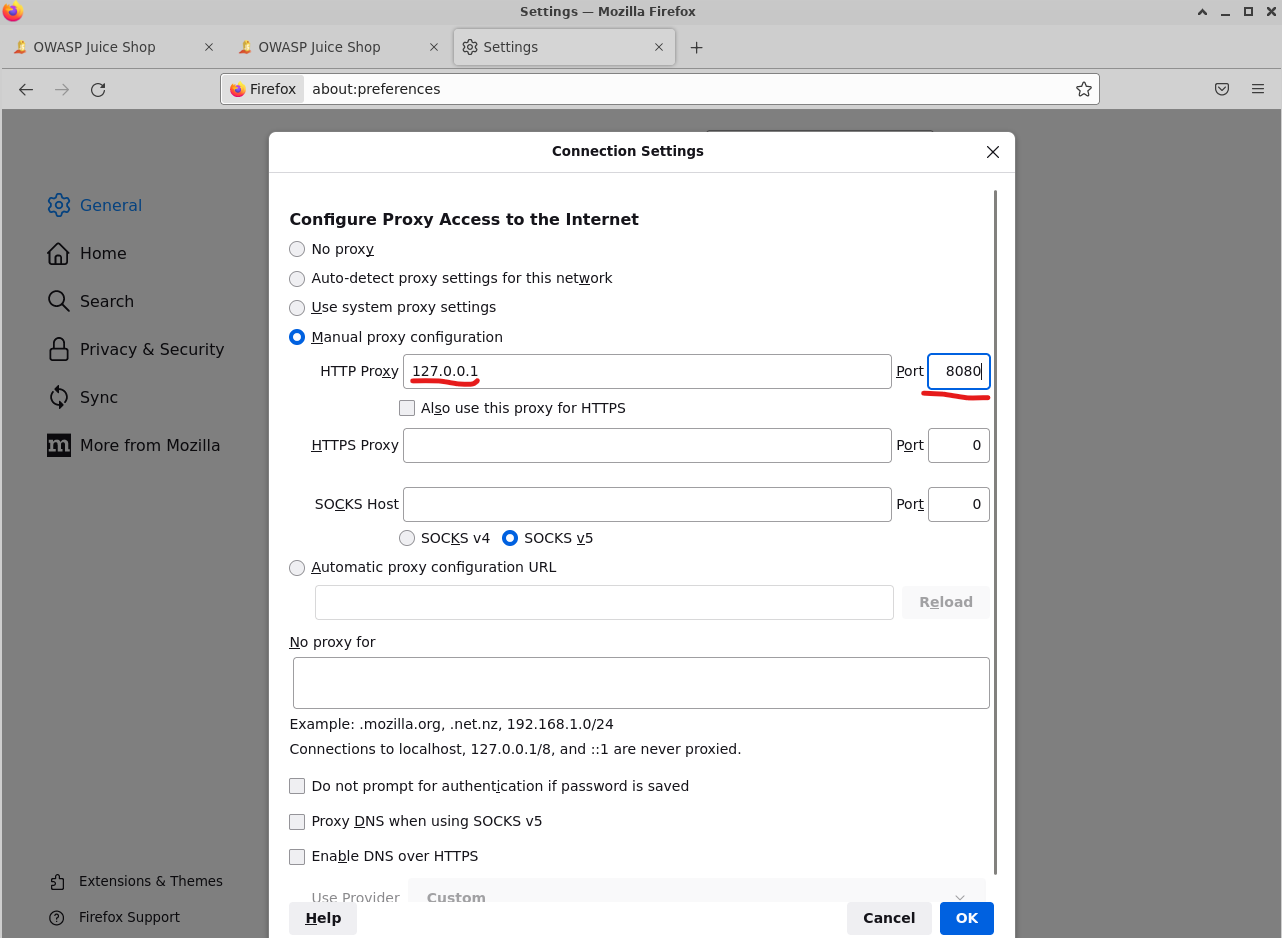 Settings — Mozilla Firefox
OWASP Juice Shop
OWASP Juice Shop
Settings
Firefox about:preferences
Connection Settings
General
Home
Search
Privacy & Security
Sync
m More from Mozilla
Configure Proxy Access to the Internet
No proxy
Auto-detect proxy settings for this network
Use system proxy settings
Manual proxy configuration
HTTP Proxy 127.0.0.1 Port 8080
Also use this proxy for HTTPS
HTTPS Proxy Port 0
SOCKS Host Port 0
SOCKS v4 SOCKS v5
Automatic proxy configuration URL
Reload
No proxy for
Example: .mozilla.org, .net.nz, 192.168.1.0/24
Connections to localhost, 127.0.0.1/8, and ::1 are never proxied.
Do not prompt for authentication if password is saved
Proxy DNS when using SOCKS v5
Enable DNS over HTTPS
Use Provider Custom
Help Cancel OK
Extensions & Themes
Firefox Support